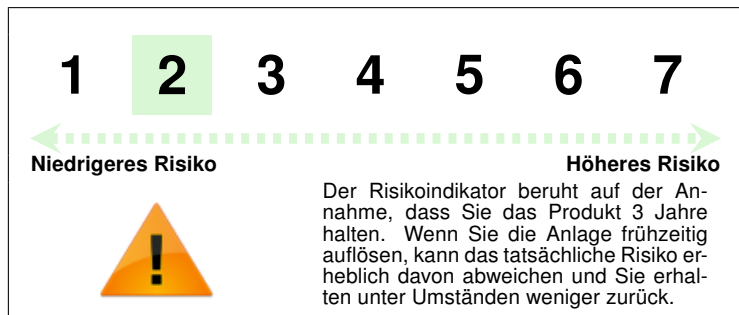 1 2 3 4 5 6 7
Niedrigeres Risiko Höheres Risiko
Der Risikoindikator beruht auf der An-
nahme, dass Sie das Produkt 3 Jahre
halten. Wenn Sie die Anlage frühzeitig
auflösen, kann das tatsächliche Risiko er-
heblich davon abweichen und Sie erhal-
ten unter Umständen weniger zurück.
!